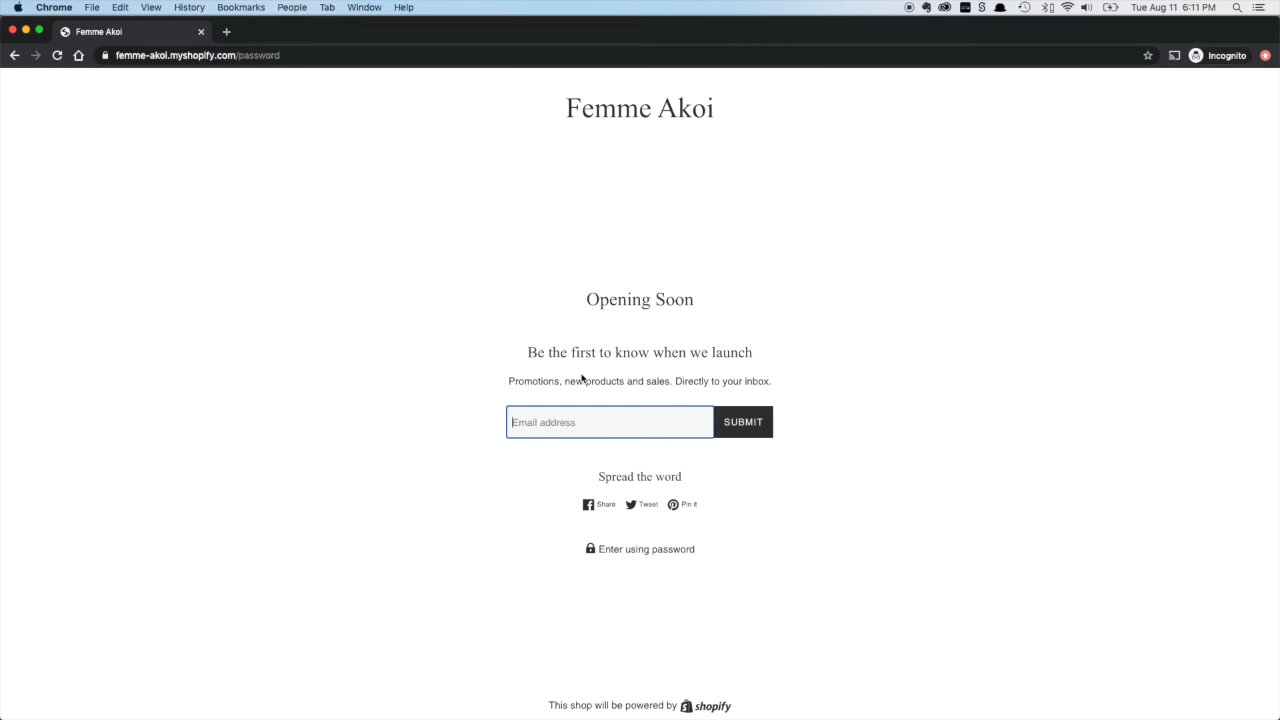 Chrome File Edit View History Bookmarks People Tab Window Help Tue Aug 11 6:11 PM
Femme Akoi
femme-akoi.myshopify.com/password Incognito
Femme Akoi
Opening Soon
Be the first to know when we launch
Promotions, new products and sales. Directly to your inbox.
Email address SUBMIT
Spread the word
Share Tweet Pin it
Enter using password
This shop will be powered by shopify